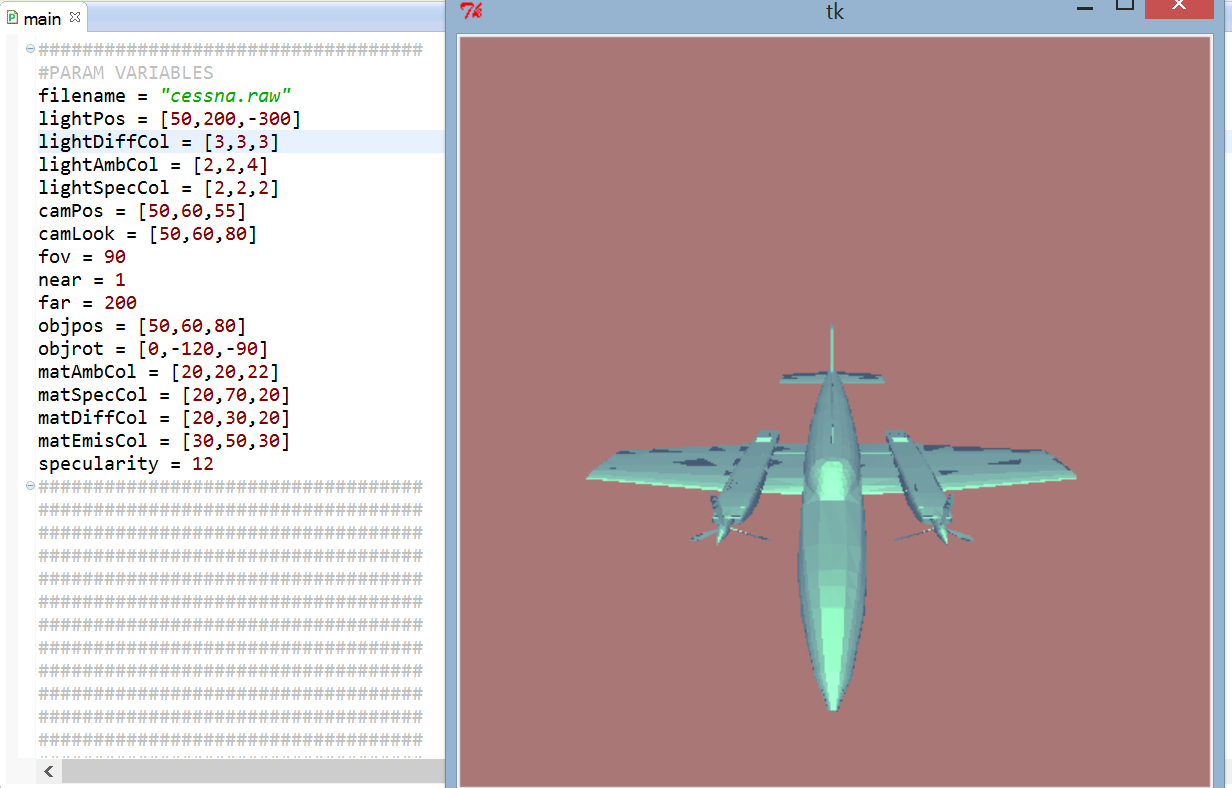 main
###################################
#PARAM VARIABLES
filename = "cessna.raw"
lightPos = [50,200,-300]
lightDiffCol = [3,3,3]
lightAmbCol = [2,2,4]
lightSpecCol = [2,2,2]
camPos = [50,60,55]
camLook = [50,60,80]
fov = 90
near = 1
far = 200
objpos = [50,60,80]
objrot = [0,-120,-90]
matAmbCol = [20,20,22]
matSpecCol = [20,70,20]
matDiffCol = [20,30,20]
matEmisCol = [30,50,30]
specularity = 12
###################################
###################################
###################################
###################################
###################################
###################################
###################################
###################################
###################################
###################################
###################################
###################################
Tk
tk